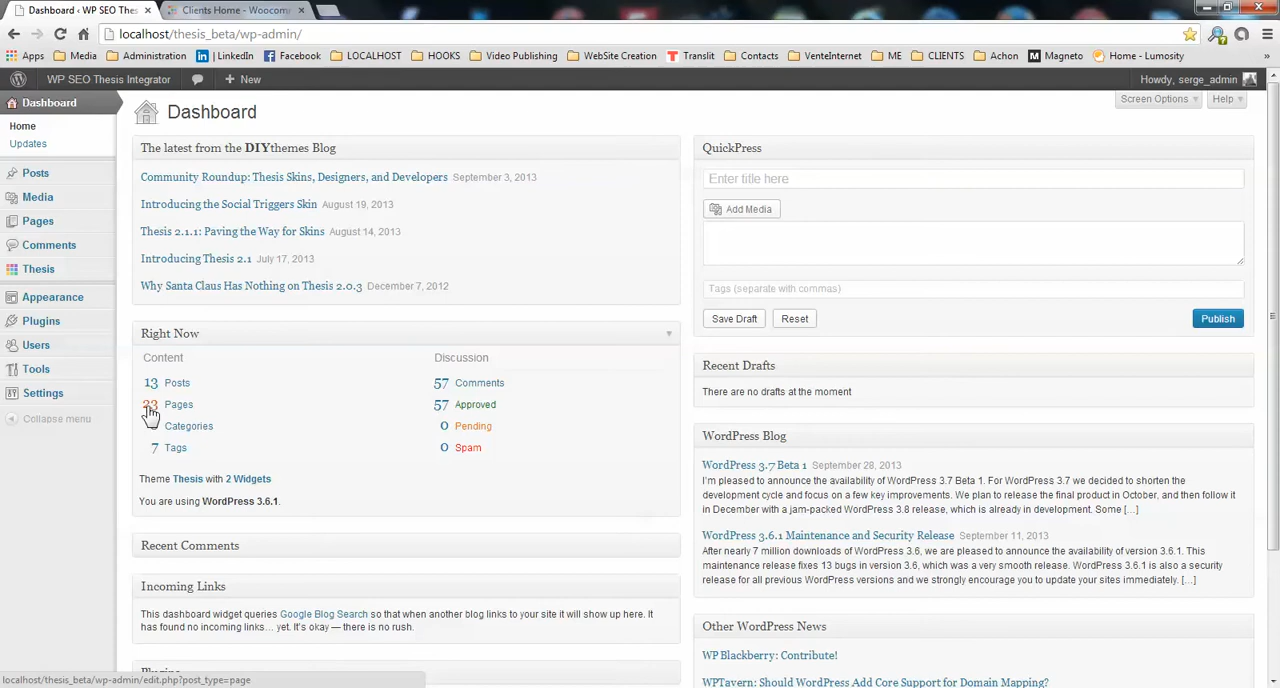 Dashboard ‹ WP SEO Thes
Clients Home - Woocom
localhost/thesis_beta/wp-admin/
Apps Media Administration LinkedIn Facebook LOCALHOST HOOKS Video Publishing WebSite Creation Translit Contacts VenteInternet ME CLIENTS Achon Magneto Home - Lumosity »
WP SEO Thesis Integrator + New Howdy, serge_admin
Dashboard
Home
Updates
Posts
Media
Pages
Comments
Thesis
Appearance
Plugins
Users
Tools
Settings
Collapse menu
Screen Options Help
Dashboard
The latest from the DIYthemes Blog
Community Roundup: Thesis Skins, Designers, and Developers September 3, 2013
Introducing the Social Triggers Skin August 19, 2013
Thesis 2.1.1: Paving the Way for Skins August 14, 2013
Introducing Thesis 2.1 July 17, 2013
Why Santa Claus Has Nothing on Thesis 2.0.3 December 7, 2012
Right Now
Content Discussion
13 Posts 57 Comments
Pages 57 Approved
Categories 0 Pending
7 Tags 0 Spam
Theme Thesis with 2 Widgets
You are using WordPress 3.6.1.
Recent Comments
Incoming Links
This dashboard widget queries Google Blog Search so that when another blog links to your site it will show up here. It
has found no incoming links… yet. It's okay — there is no rush.
Plugins
QuickPress
Enter title here
Add Media
Tags (separate with commas)
Save Draft Reset Publish
Recent Drafts
There are no drafts at the moment
WordPress Blog
WordPress 3.7 Beta 1 September 28, 2013
I'm pleased to announce the availability of WordPress 3.7 Beta 1. For WordPress 3.7 we decided to shorten the
development cycle and focus on a few key improvements. We plan to release the final product in October, and then follow it
in December with a jam-packed WordPress 3.8 release, which is already in development. Some […]
WordPress 3.6.1 Maintenance and Security Release September 11, 2013
After nearly 7 million downloads of WordPress 3.6, we are pleased to announce the availability of version 3.6.1. This
maintenance release fixes 13 bugs in version 3.6, which was a very smooth release. WordPress 3.6.1 is also a security
release for all previous WordPress versions and we strongly encourage you to update your sites immediately. […]
Other WordPress News
WP Blackberry: Contribute!
WPTavern: Should WordPress Add Core Support for Domain Mapping?
localhost/thesis_beta/wp-admin/edit.php?post_type=page